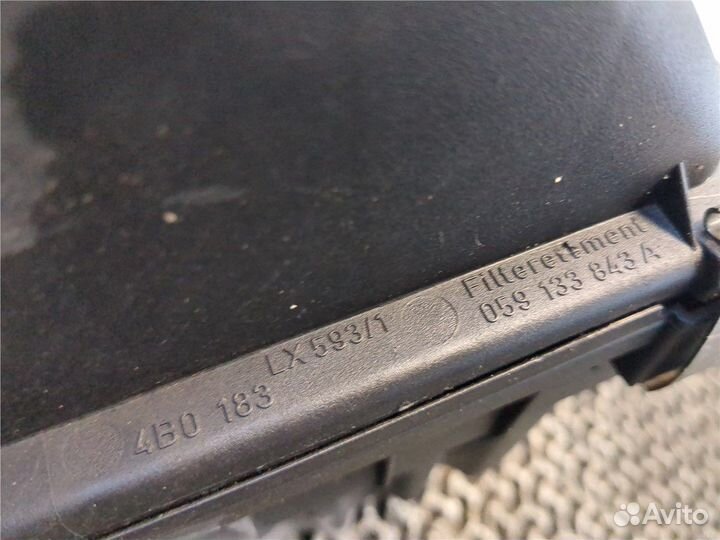 Filterelement
059 133 843 A
LX 593/1
4B0 183
Avito